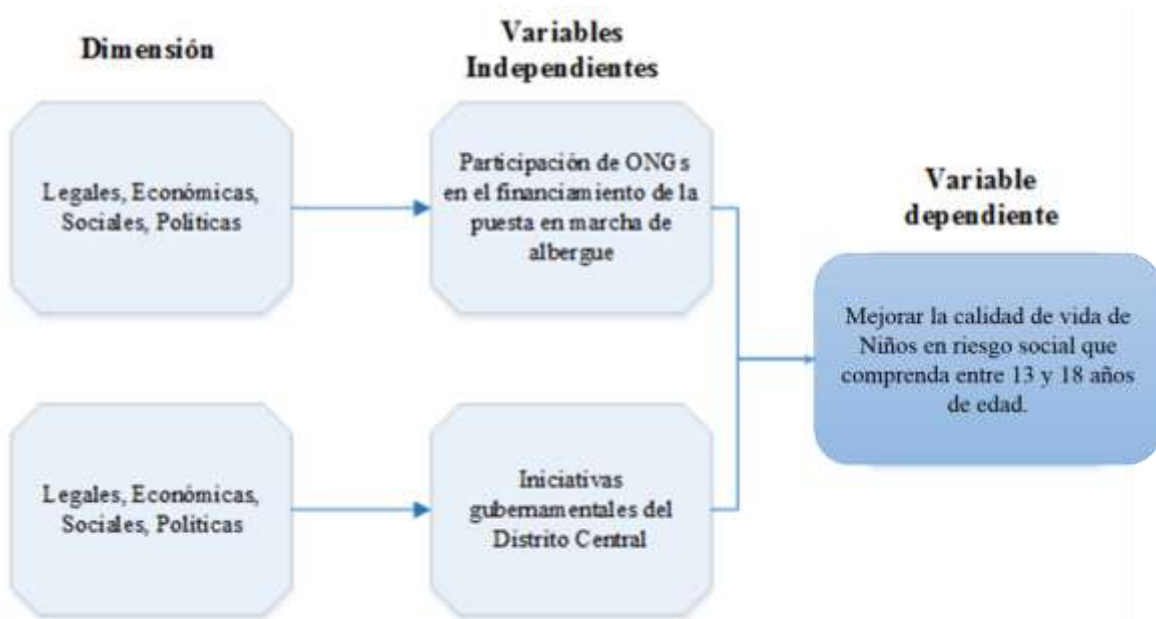 Dimensión
Variables
Independientes
Legales, Económicas,
Sociales, Politicas
Participación de ONGs
en el financiamiento de la
puesta en marcha de
albergue
Variable
dependiente
Mejorar la calidad de vida de
Niños en riesgo social que
comprenda entre 13 y 18 años
de edad.
Legales, Económicas,
Sociales, Politicas
Iniciativas
gubernamentales del
Distrito Central